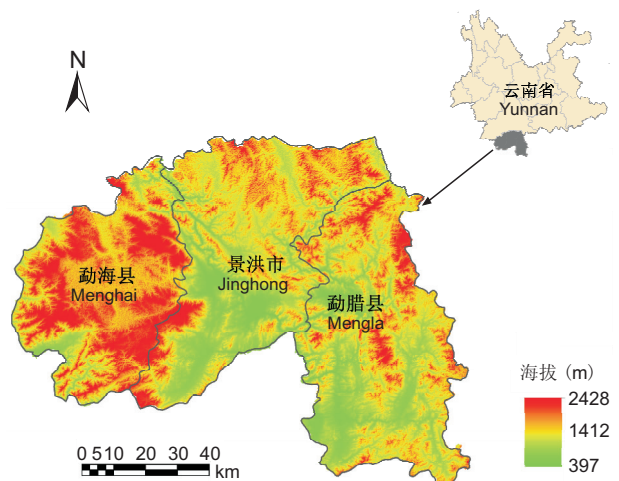 N
云南省
Yunnan
景洪市
Jinghong
勐海县
Menghai
勐腊县
Mengla
海拔 (m)
2428
1412
397
0 5 10 20 30 40
km